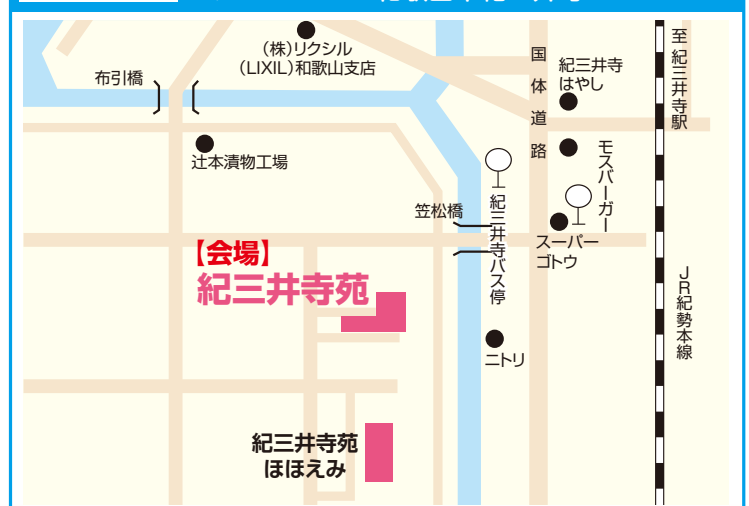 (株)リクシル
(LIXIL)和歌山支店
布引橋
辻本漬物工場
国体道路
紀三井寺
はやし
至紀三井寺駅
モスバーガー
笠松橋
紀三井寺バス停
スーパー
ゴトウ
【会場】
紀三井寺苑
JR紀勢本線
ニトリ
紀三井寺苑
ほほえみ